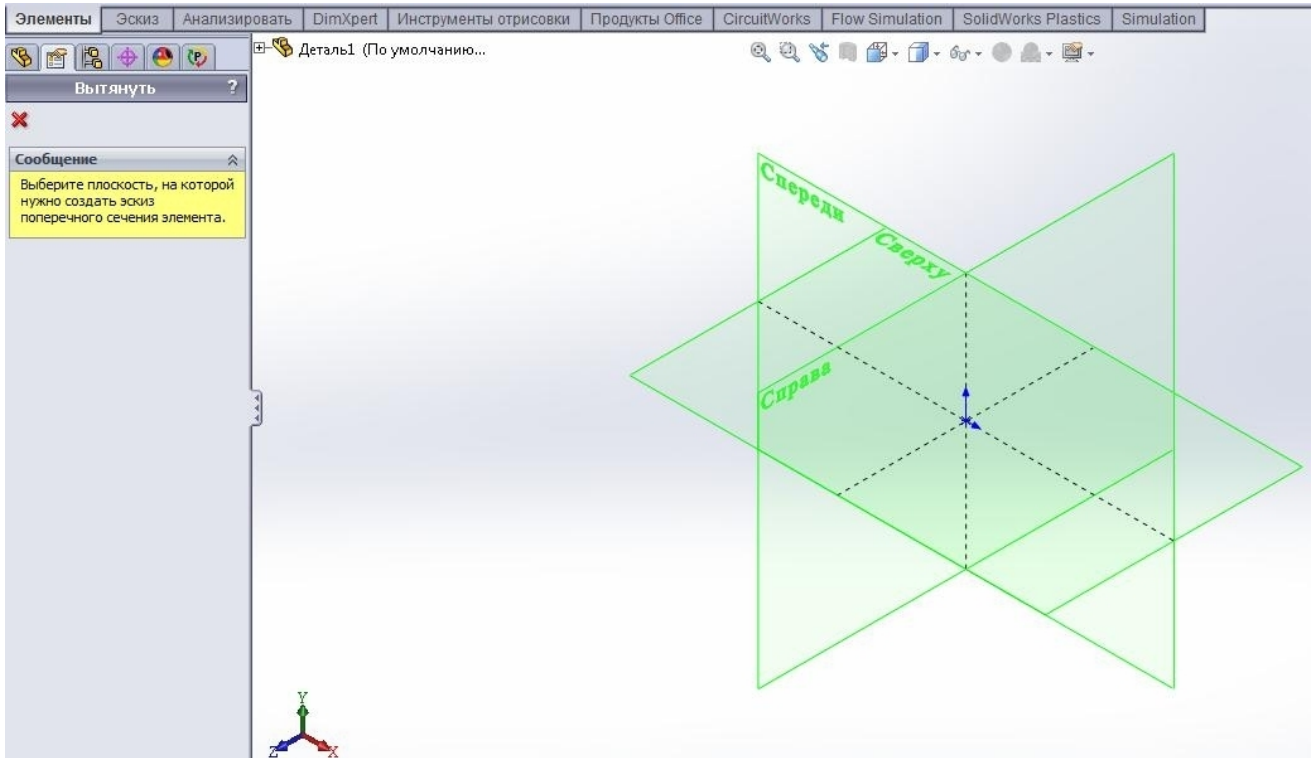 Элементы Эскиз Анализировать DimXpert Инструменты отрисовки Продукты Office CircuitWorks Flow Simulation SolidWorks Plastics Simulation
Деталь1 (По умолчанию...
Вытянуть ?
Сообщение
Выберите плоскость, на которой
нужно создать эскиз
поперечного сечения элемента.
Спереди
Сверху
Справа
Y
Z X